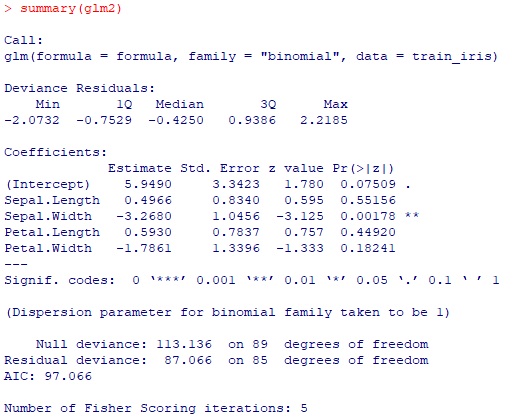 > summary(glm2)
Call:
glm(formula = formula, family = "binomial", data = train_iris)
Deviance Residuals:
    Min       1Q   Median       3Q      Max
-2.0732  -0.7529  -0.4250   0.9386   2.2185
Coefficients:
             Estimate Std. Error z value Pr(>|z|)
(Intercept)    5.9490     3.3423   1.780  0.07509 .
Sepal.Length   0.4966     0.8340   0.595  0.55156
Sepal.Width   -3.2680     1.0456  -3.125  0.00178 **
Petal.Length   0.5930     0.7837   0.757  0.44920
Petal.Width   -1.7861     1.3396  -1.333  0.18241
---
Signif. codes:  0 ‘***’ 0.001 ‘**’ 0.01 ‘*’ 0.05 ‘.’ 0.1 ‘ ’ 1
(Dispersion parameter for binomial family taken to be 1)
    Null deviance: 113.136  on 89  degrees of freedom
Residual deviance:  87.066  on 85  degrees of freedom
AIC: 97.066
Number of Fisher Scoring iterations: 5